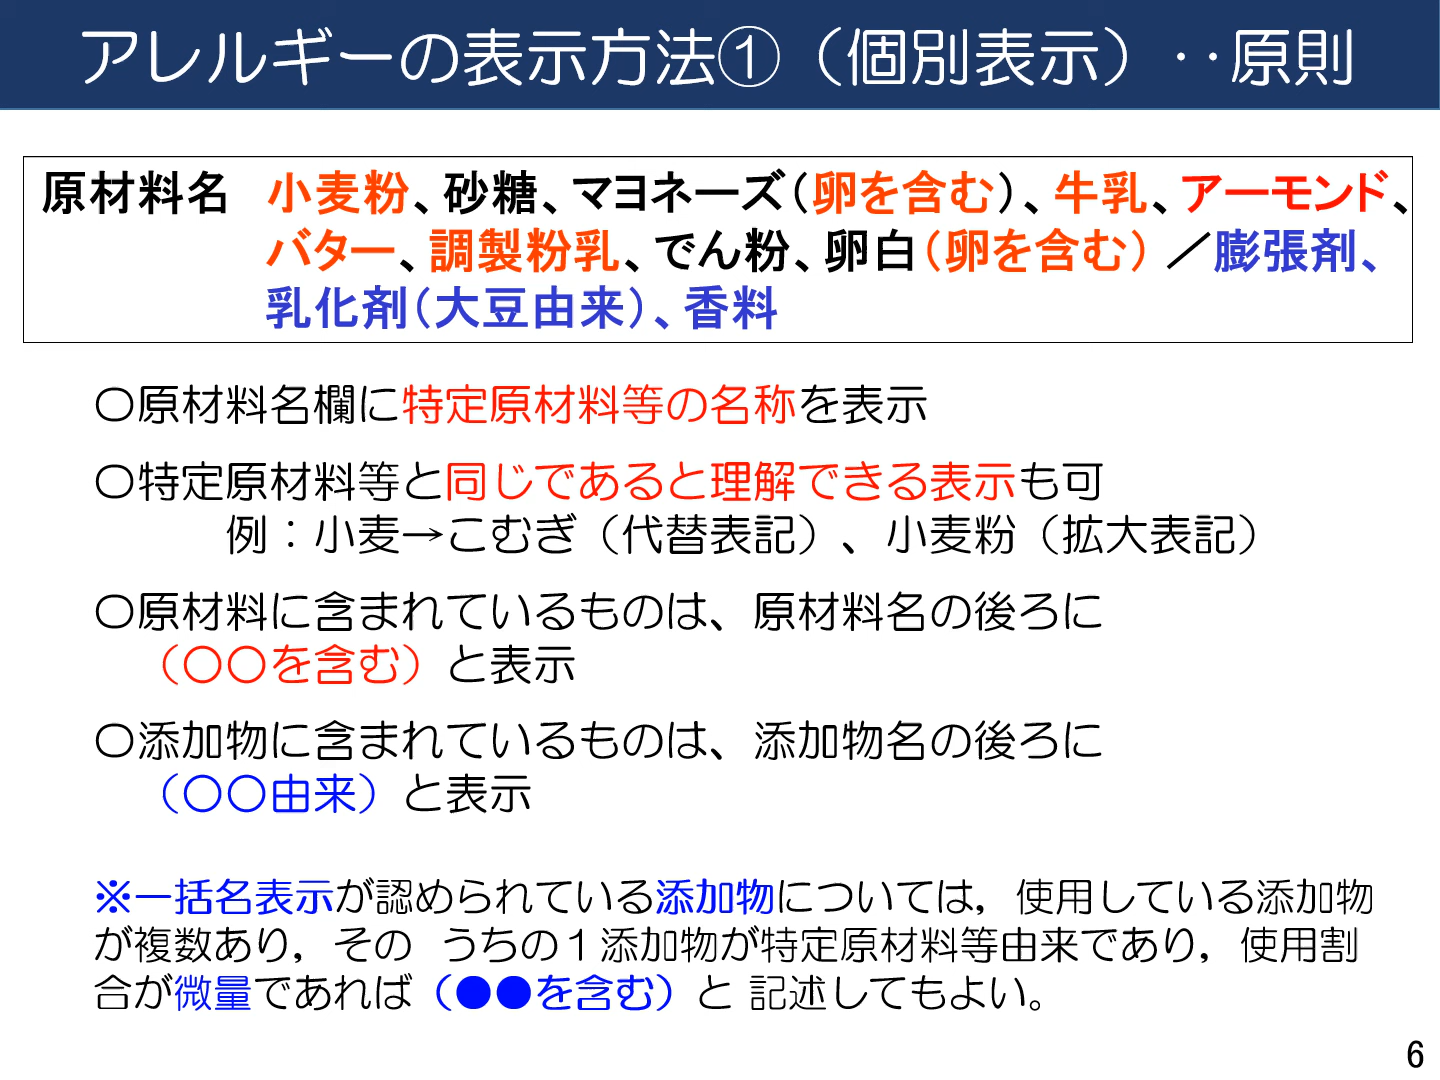 アレルギーの表示方法①（個別表示）‥原則
原材料名　小麦粉、砂糖、マヨネーズ（卵を含む）、牛乳、アーモンド、
バター、調製粉乳、でん粉、卵白（卵を含む）／膨張剤、
乳化剤（大豆由来）、香料
〇原材料名欄に特定原材料等の名称を表示
〇特定原材料等と同じであると理解できる表示も可
例：小麦→こむぎ（代替表記）、小麦粉（拡大表記）
〇原材料に含まれているものは、原材料名の後ろに
（〇〇を含む）と表示
〇添加物に含まれているものは、添加物名の後ろに
（〇〇由来）と表示
※一括名表示が認められている添加物については，使用している添加物
が複数あり，その　うちの１添加物が特定原材料等由来であり，使用割
合が微量であれば（●●を含む）と 記述してもよい。
6